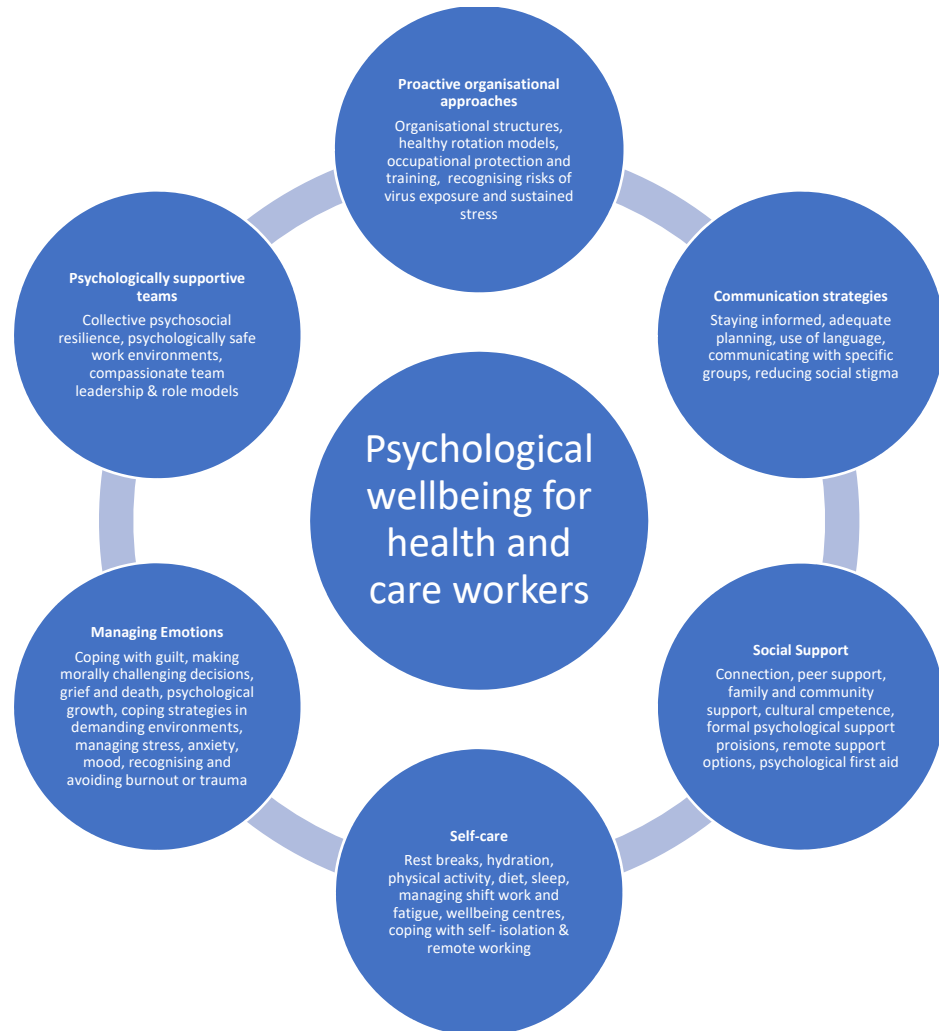 Proactive organisational
approaches
Organisational structures,
healthy rotation models,
occupational protection and
training,  recognising risks of
virus exposure and sustained
stress
Communication strategies
Staying informed, adequate
planning, use of language,
communicating with specific
groups, reducing social stigma
Social Support
Connection, peer support,
family and community
support, cultural cmpetence,
formal psychological support
proisions, remote support
options, psychological first aid
Self-care
Rest breaks, hydration,
physical activity, diet, sleep,
managing shift work and
fatigue, wellbeing centres,
coping with self- isolation &
remote working
Managing Emotions
Coping with guilt, making
morally challenging decisions,
grief and death, psychological
growth, coping strategies in
demanding environments,
managing stress, anxiety,
mood, recognising and
avoiding burnout or trauma
Psychologically supportive
teams
Collective psychosocial
resilience, psychologically safe
work environments,
compassionate team
leadership & role models
Psychological
wellbeing for
health and
care workers